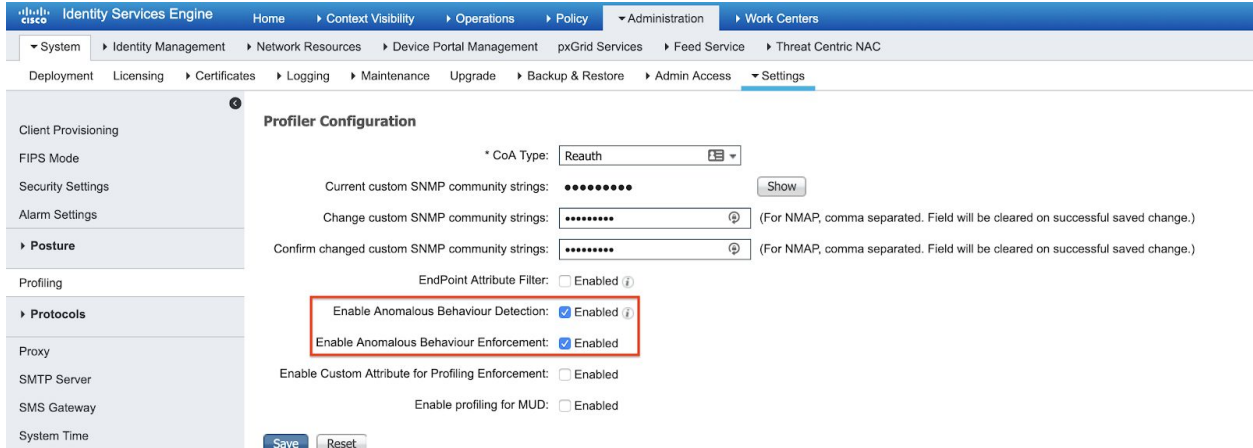 cisco Identity Services Engine Home Context Visibility Operations Policy Administration Work Centers
System Identity Management Network Resources Device Portal Management pxGrid Services Feed Service Threat Centric NAC
Deployment Licensing Certificates Logging Maintenance Upgrade Backup & Restore Admin Access Settings
Client Provisioning
FIPS Mode
Security Settings
Alarm Settings
Posture
Profiling
Protocols
Proxy
SMTP Server
SMS Gateway
System Time
Profiler Configuration
* CoA Type: Reauth
Current custom SNMP community strings: ●●●●●●●●● Show
Change custom SNMP community strings: ●●●●●●●●● (For NMAP, comma separated. Field will be cleared on successful saved change.)
Confirm changed custom SNMP community strings: ●●●●●●●●● (For NMAP, comma separated. Field will be cleared on successful saved change.)
EndPoint Attribute Filter: Enabled
Enable Anomalous Behaviour Detection: Enabled
Enable Anomalous Behaviour Enforcement: Enabled
Enable Custom Attribute for Profiling Enforcement: Enabled
Enable profiling for MUD: Enabled
Save Reset